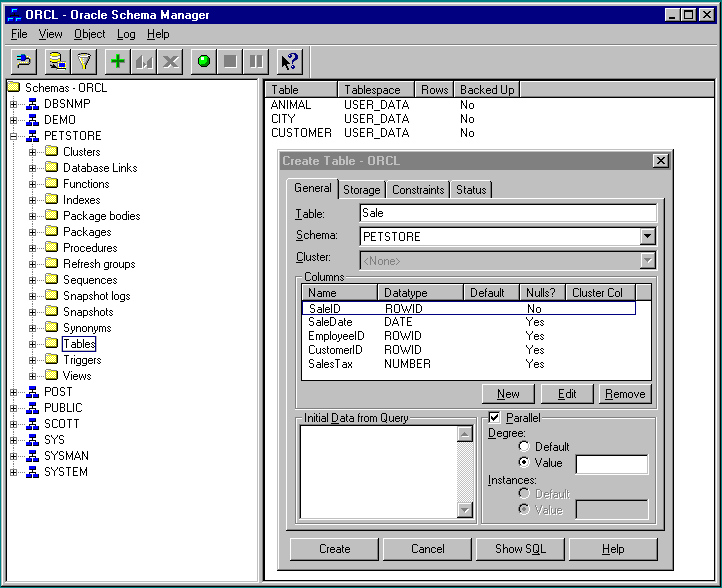 ORCL - Oracle Schema Manager
File View Object Log Help
Schemas - ORCL
DBSNMP
DEMO
PETSTORE
Clusters
Database Links
Functions
Indexes
Package bodies
Packages
Procedures
Refresh groups
Sequences
Snapshot logs
Snapshots
Synonyms
Tables
Triggers
Views
POST
PUBLIC
SCOTT
SYS
SYSMAN
SYSTEM
Table Tablespace Rows Backed Up
ANIMAL USER_DATA No
CITY USER_DATA No
CUSTOMER USER_DATA No
Create Table - ORCL
General Storage Constraints Status
Table: Sale
Schema: PETSTORE
Cluster: <None>
Columns
Name Datatype Default Nulls? Cluster Col
SaleID ROWID No
SaleDate DATE Yes
EmployeeID ROWID Yes
CustomerID ROWID Yes
SalesTax NUMBER Yes
New Edit Remove
Initial Data from Query
Parallel
Degree:
Default
Value
Instances:
Default
Value
Create Cancel Show SQL Help